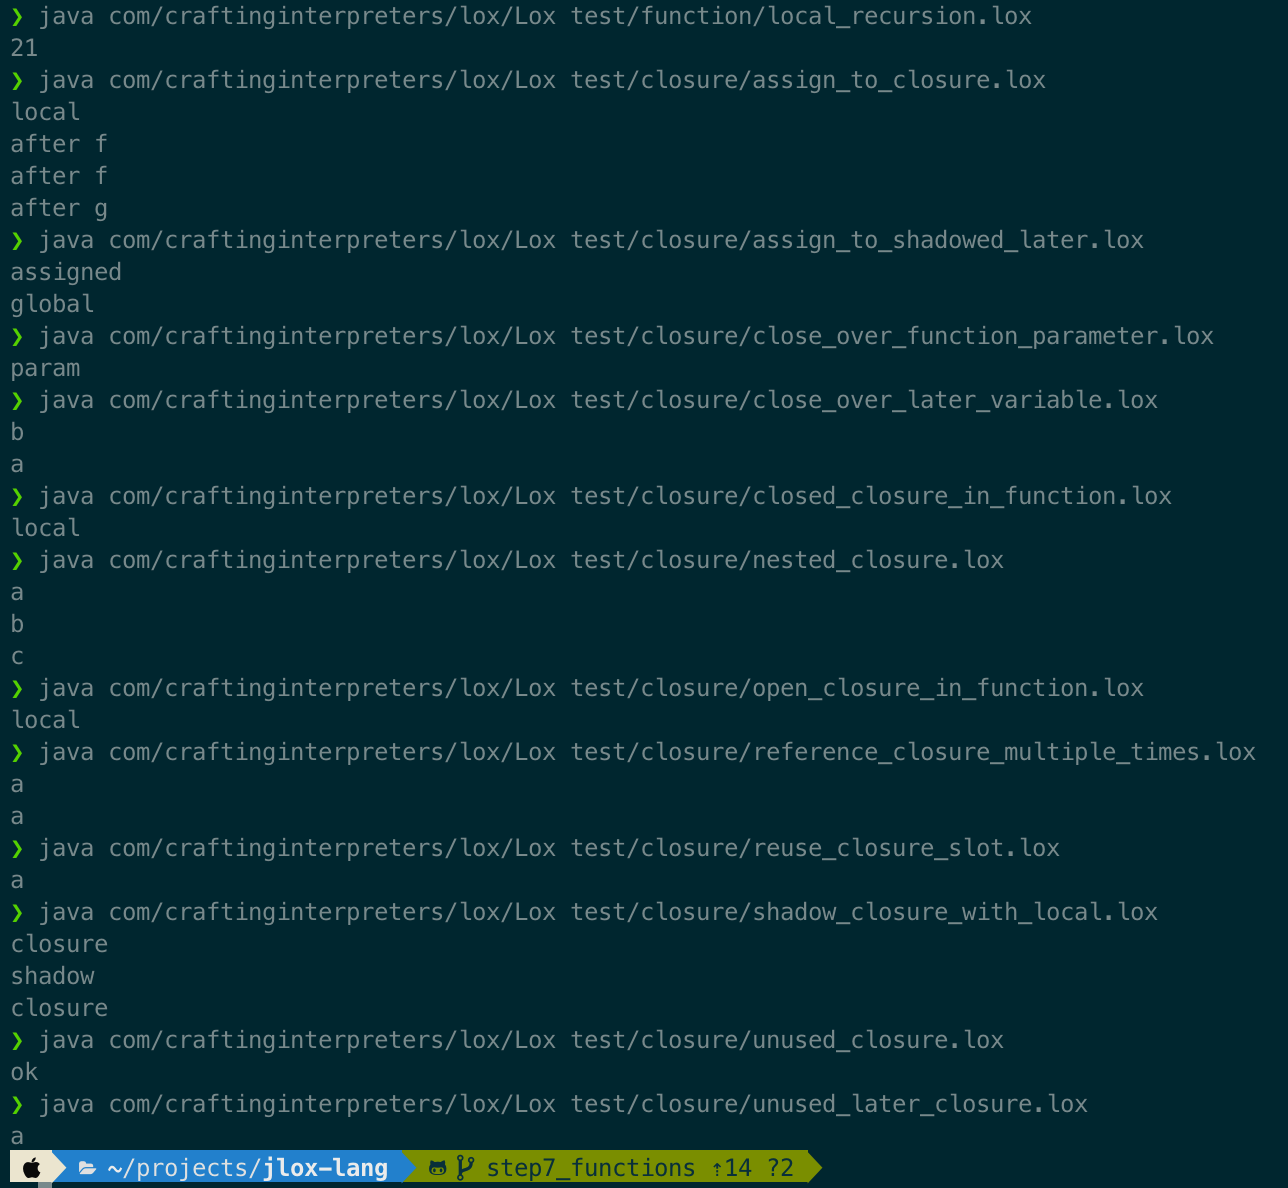 ❯ java com/craftinginterpreters/lox/Lox test/function/local_recursion.lox
21
❯ java com/craftinginterpreters/lox/Lox test/closure/assign_to_closure.lox
local
after f
after f
after g
❯ java com/craftinginterpreters/lox/Lox test/closure/assign_to_shadowed_later.lox
assigned
global
❯ java com/craftinginterpreters/lox/Lox test/closure/close_over_function_parameter.lox
param
❯ java com/craftinginterpreters/lox/Lox test/closure/close_over_later_variable.lox
b
a
❯ java com/craftinginterpreters/lox/Lox test/closure/closed_closure_in_function.lox
local
❯ java com/craftinginterpreters/lox/Lox test/closure/nested_closure.lox
a
b
c
❯ java com/craftinginterpreters/lox/Lox test/closure/open_closure_in_function.lox
local
❯ java com/craftinginterpreters/lox/Lox test/closure/reference_closure_multiple_times.lox
a
a
❯ java com/craftinginterpreters/lox/Lox test/closure/reuse_closure_slot.lox
a
❯ java com/craftinginterpreters/lox/Lox test/closure/shadow_closure_with_local.lox
closure
shadow
closure
❯ java com/craftinginterpreters/lox/Lox test/closure/unused_closure.lox
ok
❯ java com/craftinginterpreters/lox/Lox test/closure/unused_later_closure.lox
a
~/projects/jlox-lang step7_functions ⇡14 ?2